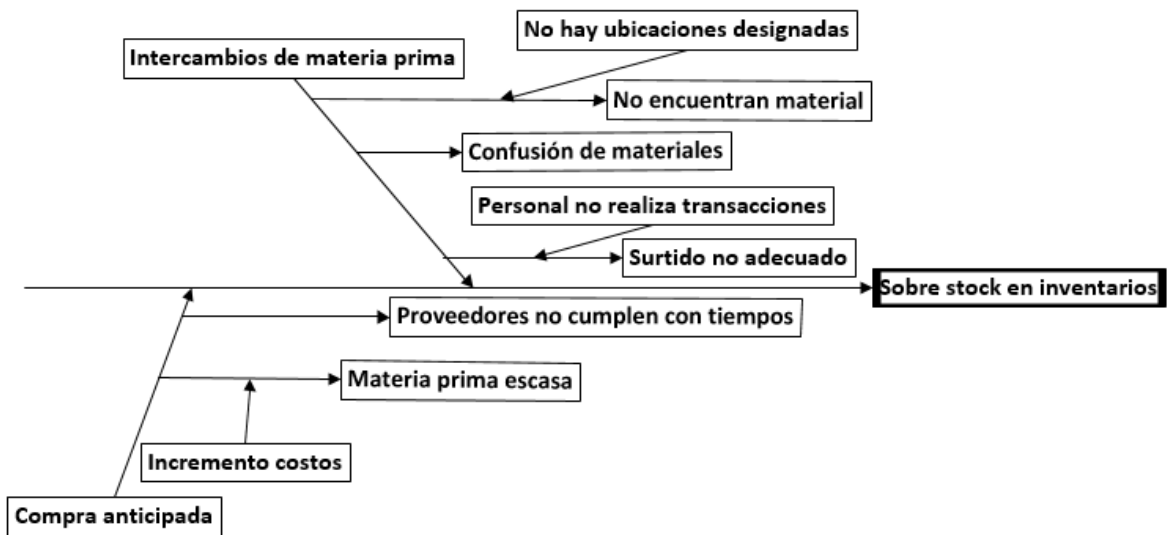 No hay ubicaciones designadas
Intercambios de materia prima
No encuentran material
Confusión de materiales
Personal no realiza transacciones
Surtido no adecuado
Sobre stock en inventarios
Proveedores no cumplen con tiempos
Materia prima escasa
Incremento costos
Compra anticipada